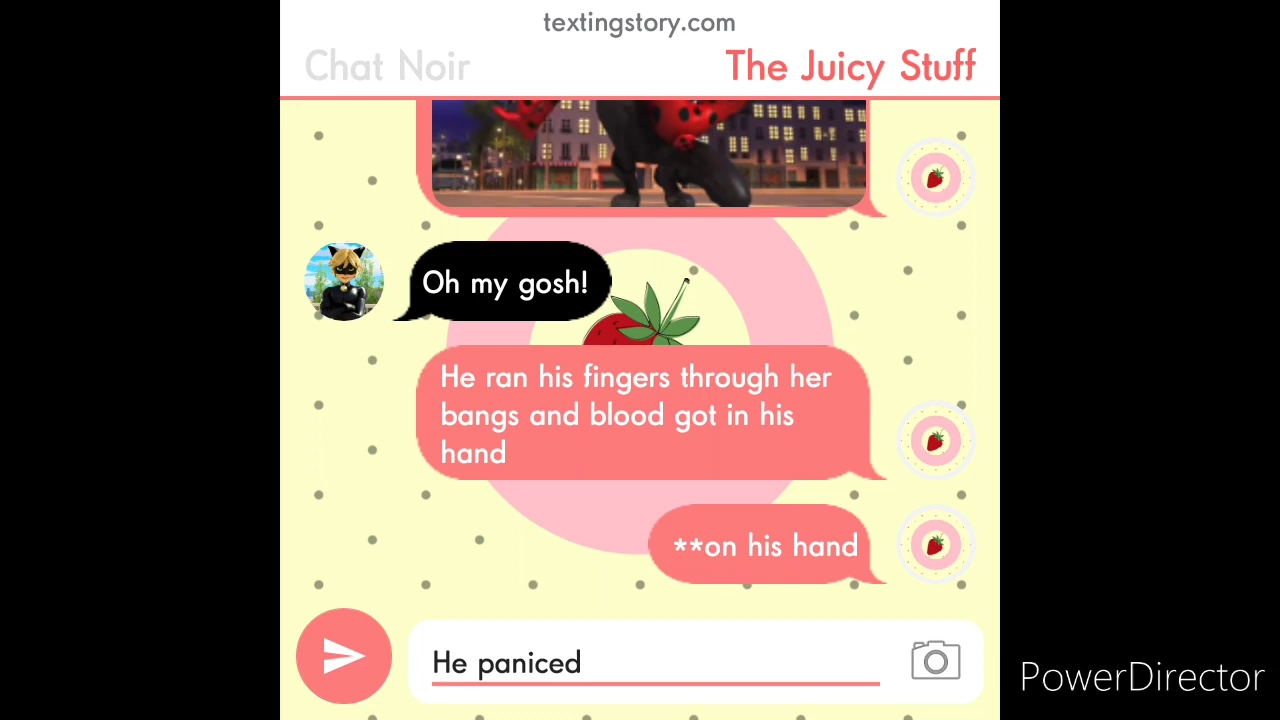 textingstory.com
Chat Noir
The Juicy Stuff
Oh my gosh!
He ran his fingers through her
bangs and blood got in his
hand
**on his hand
He paniced
PowerDirector